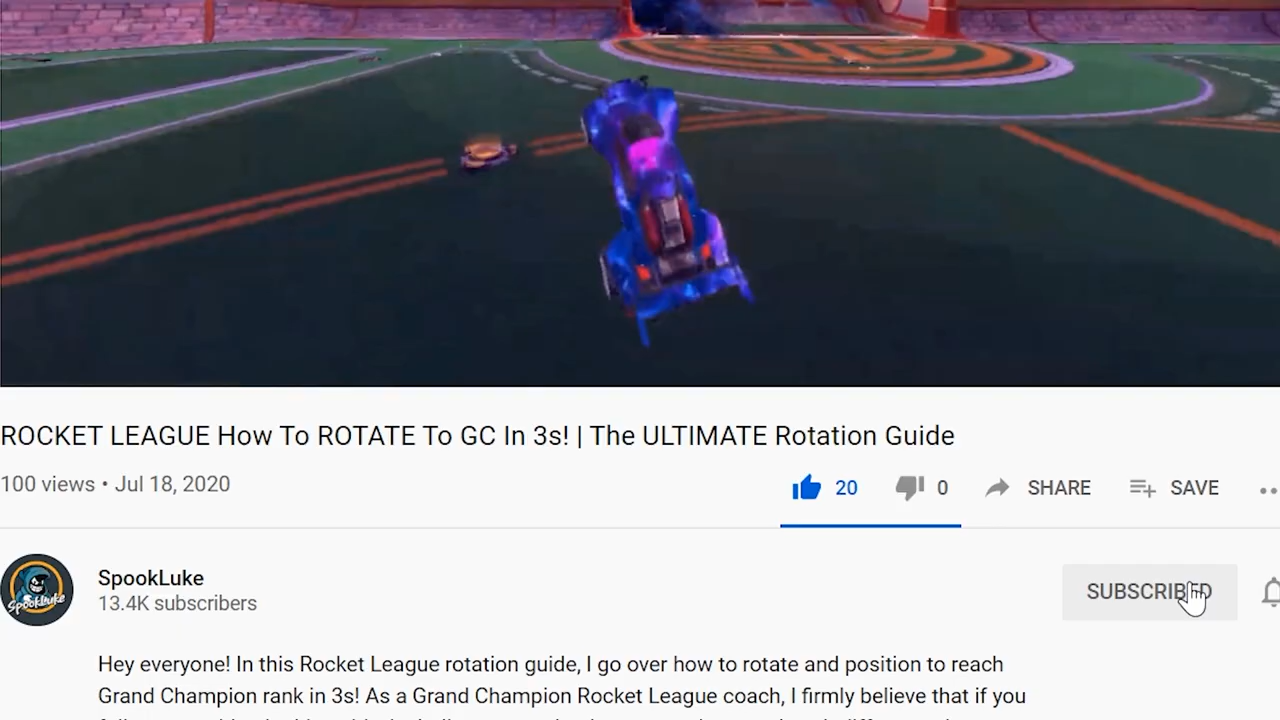 ROCKET LEAGUE How To ROTATE To GC In 3s! | The ULTIMATE Rotation Guide
100 views • Jul 18, 2020
20
0
SHARE
SAVE
SpookLuke
SpookLuke
13.4K subscribers
SUBSCRIBED
Hey everyone! In this Rocket League rotation guide, I go over how to rotate and position to reach
Grand Champion rank in 3s! As a Grand Champion Rocket League coach, I firmly believe that if you